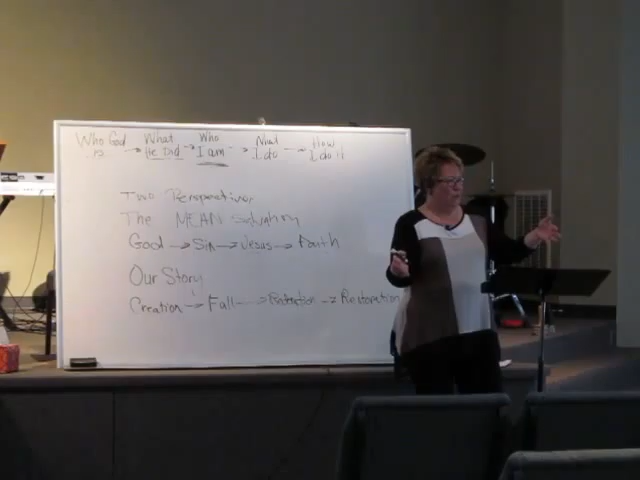 Who God What Who What How
is → He did → I am → I do → I do it
Two Perspectives
The MEAN Salvation
God → Sin → Jesus → Faith
Our Story
Creation → Fall → → Restoration